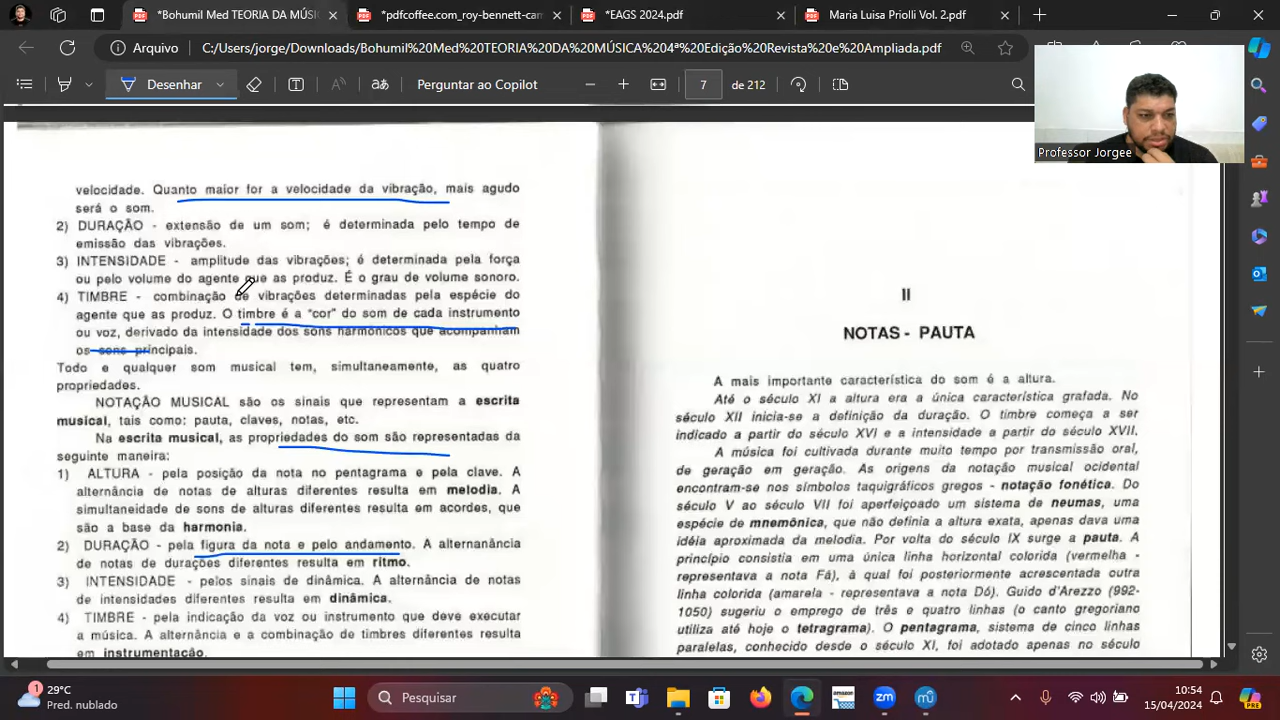 *Bohumil Med TEORIA DA MÚSI
*pdfcoffee.com_roy-bennett-cam
*EAGS 2024.pdf
Maria Luisa Priolli Vol. 2.pdf
Arquivo
C:/Users/jorge/Downloads/Bohumil%20Med%20TEORIA%20DA%20MÚSICA%204ª%20Edição%20Revista%20e%20Ampliada.pdf
Desenhar
Perguntar ao Copilot
7
de 212
Professor Jorgee
velocidade. Quanto maior for a velocidade da vibração, mais agudo
será o som.
2) DURAÇÃO - extensão de um som; é determinada pelo tempo de
emissão das vibrações.
3) INTENSIDADE - amplitude das vibrações; é determinada pela força
ou pelo volume do agente que as produz. É o grau de volume sonoro.
4) TIMBRE - combinação de vibrações determinadas pela espécie do
agente que as produz. O timbre é a “cor” do som de cada instrumento
ou voz, derivado da intensidade dos sons harmônicos que acompanham
os sons principais.
Todo e qualquer som musical tem, simultaneamente, as quatro
propriedades.
NOTAÇÃO MUSICAL são os sinais que representam a escrita
musical, tais como: pauta, claves, notas, etc.
Na escrita musical, as propriedades do som são representadas da
seguinte maneira:
1) ALTURA - pela posição da nota no pentagrama e pela clave. A
alternância de notas de alturas diferentes resulta em melodia. A
simultaneidade de sons de alturas diferentes resulta em acordes, que
são a base da harmonia.
2) DURAÇÃO - pela figura da nota e pelo andamento. A alternanância
de notas de durações diferentes resulta em ritmo.
3) INTENSIDADE - pelos sinais de dinâmica. A alternância de notas
de intensidades diferentes resulta em dinâmica.
4) TIMBRE - pela indicação da voz ou instrumento que deve executar
a música. A alternância e a combinação de timbres diferentes resulta
em instrumentação.
II
NOTAS - PAUTA
A mais importante característica do som é a altura.
Até o século XI a altura era a única característica grafada. No
século XII inicia-se a definição da duração. O timbre começa a ser
indicado a partir do século XVI e a intensidade a partir do século XVII.
A música foi cultivada durante muito tempo por transmissão oral,
de geração em geração. As origens da notação musical ocidental
encontram-se nos símbolos taquigráficos gregos - notação fonética. Do
século V ao século VII foi aperfeiçoado um sistema de neumas, uma
espécie de mnemônica, que não definia a altura exata, apenas dava uma
idéia aproximada da melodia. Por volta do século IX surge a pauta. A
princípio consistia em uma única linha horizontal colorida (vermelha -
representava a nota Fá), à qual foi posteriormente acrescentada outra
linha colorida (amarela - representava a nota Dó). Guido d'Arezzo (992-
1050) sugeriu o emprego de três e quatro linhas (o canto gregoriano
utiliza até hoje o tetragrama). O pentagrama, sistema de cinco linhas
paralelas, conhecido desde o século XI, foi adotado apenas no século
1
29°C
Pred. nublado
Pesquisar
10:54
15/04/2024